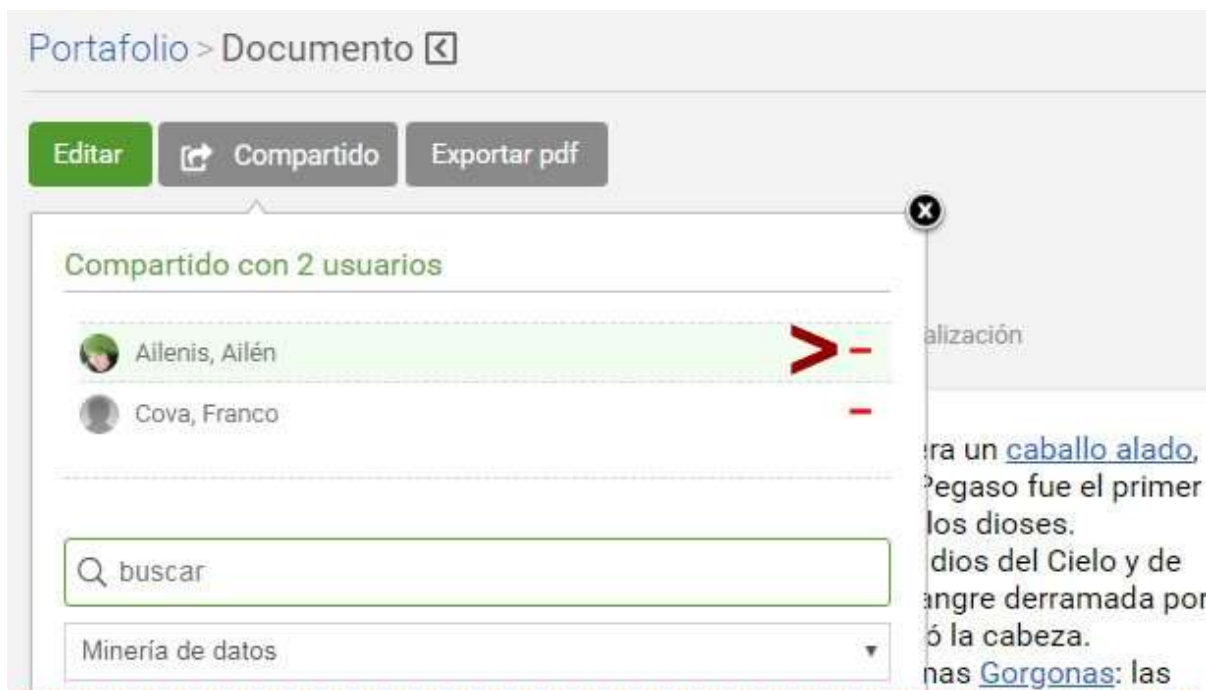 Portafolio > Documento
Editar
Compartido
Exportar pdf
Compartido con 2 usuarios
Ailenis, Ailén
>
-
Cova, Franco
-
buscar
Minería de datos
alización
era un caballo alado,
Pegaso fue el primer
los dioses.
dios del Cielo y de
angre derramada por
ó la cabeza.
nas Gorgonas: las